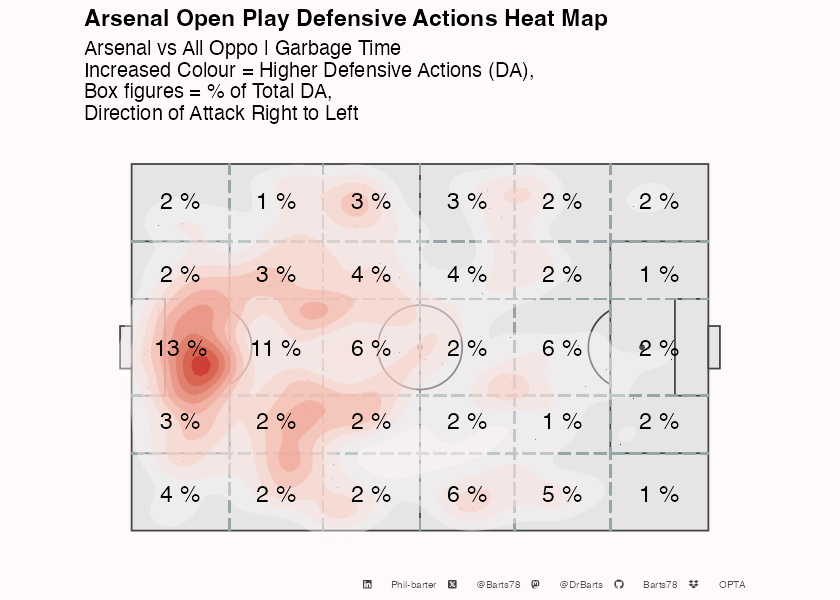 Arsenal Open Play Defensive Actions Heat Map
Arsenal vs All Oppo | Garbage Time
Increased Colour = Higher Defensive Actions (DA),
Box figures = % of Total DA,
Direction of Attack Right to Left
2 % 1 % 3 % 3 % 2 % 2 %
2 % 3 % 4 % 4 % 2 % 1 %
13 % 11 % 6 % 2 % 6 % 2 %
3 % 2 % 2 % 2 % 1 % 2 %
4 % 2 % 2 % 6 % 5 % 1 %
Phil-barter @Barts78 @DrBarts Barts78 OPTA